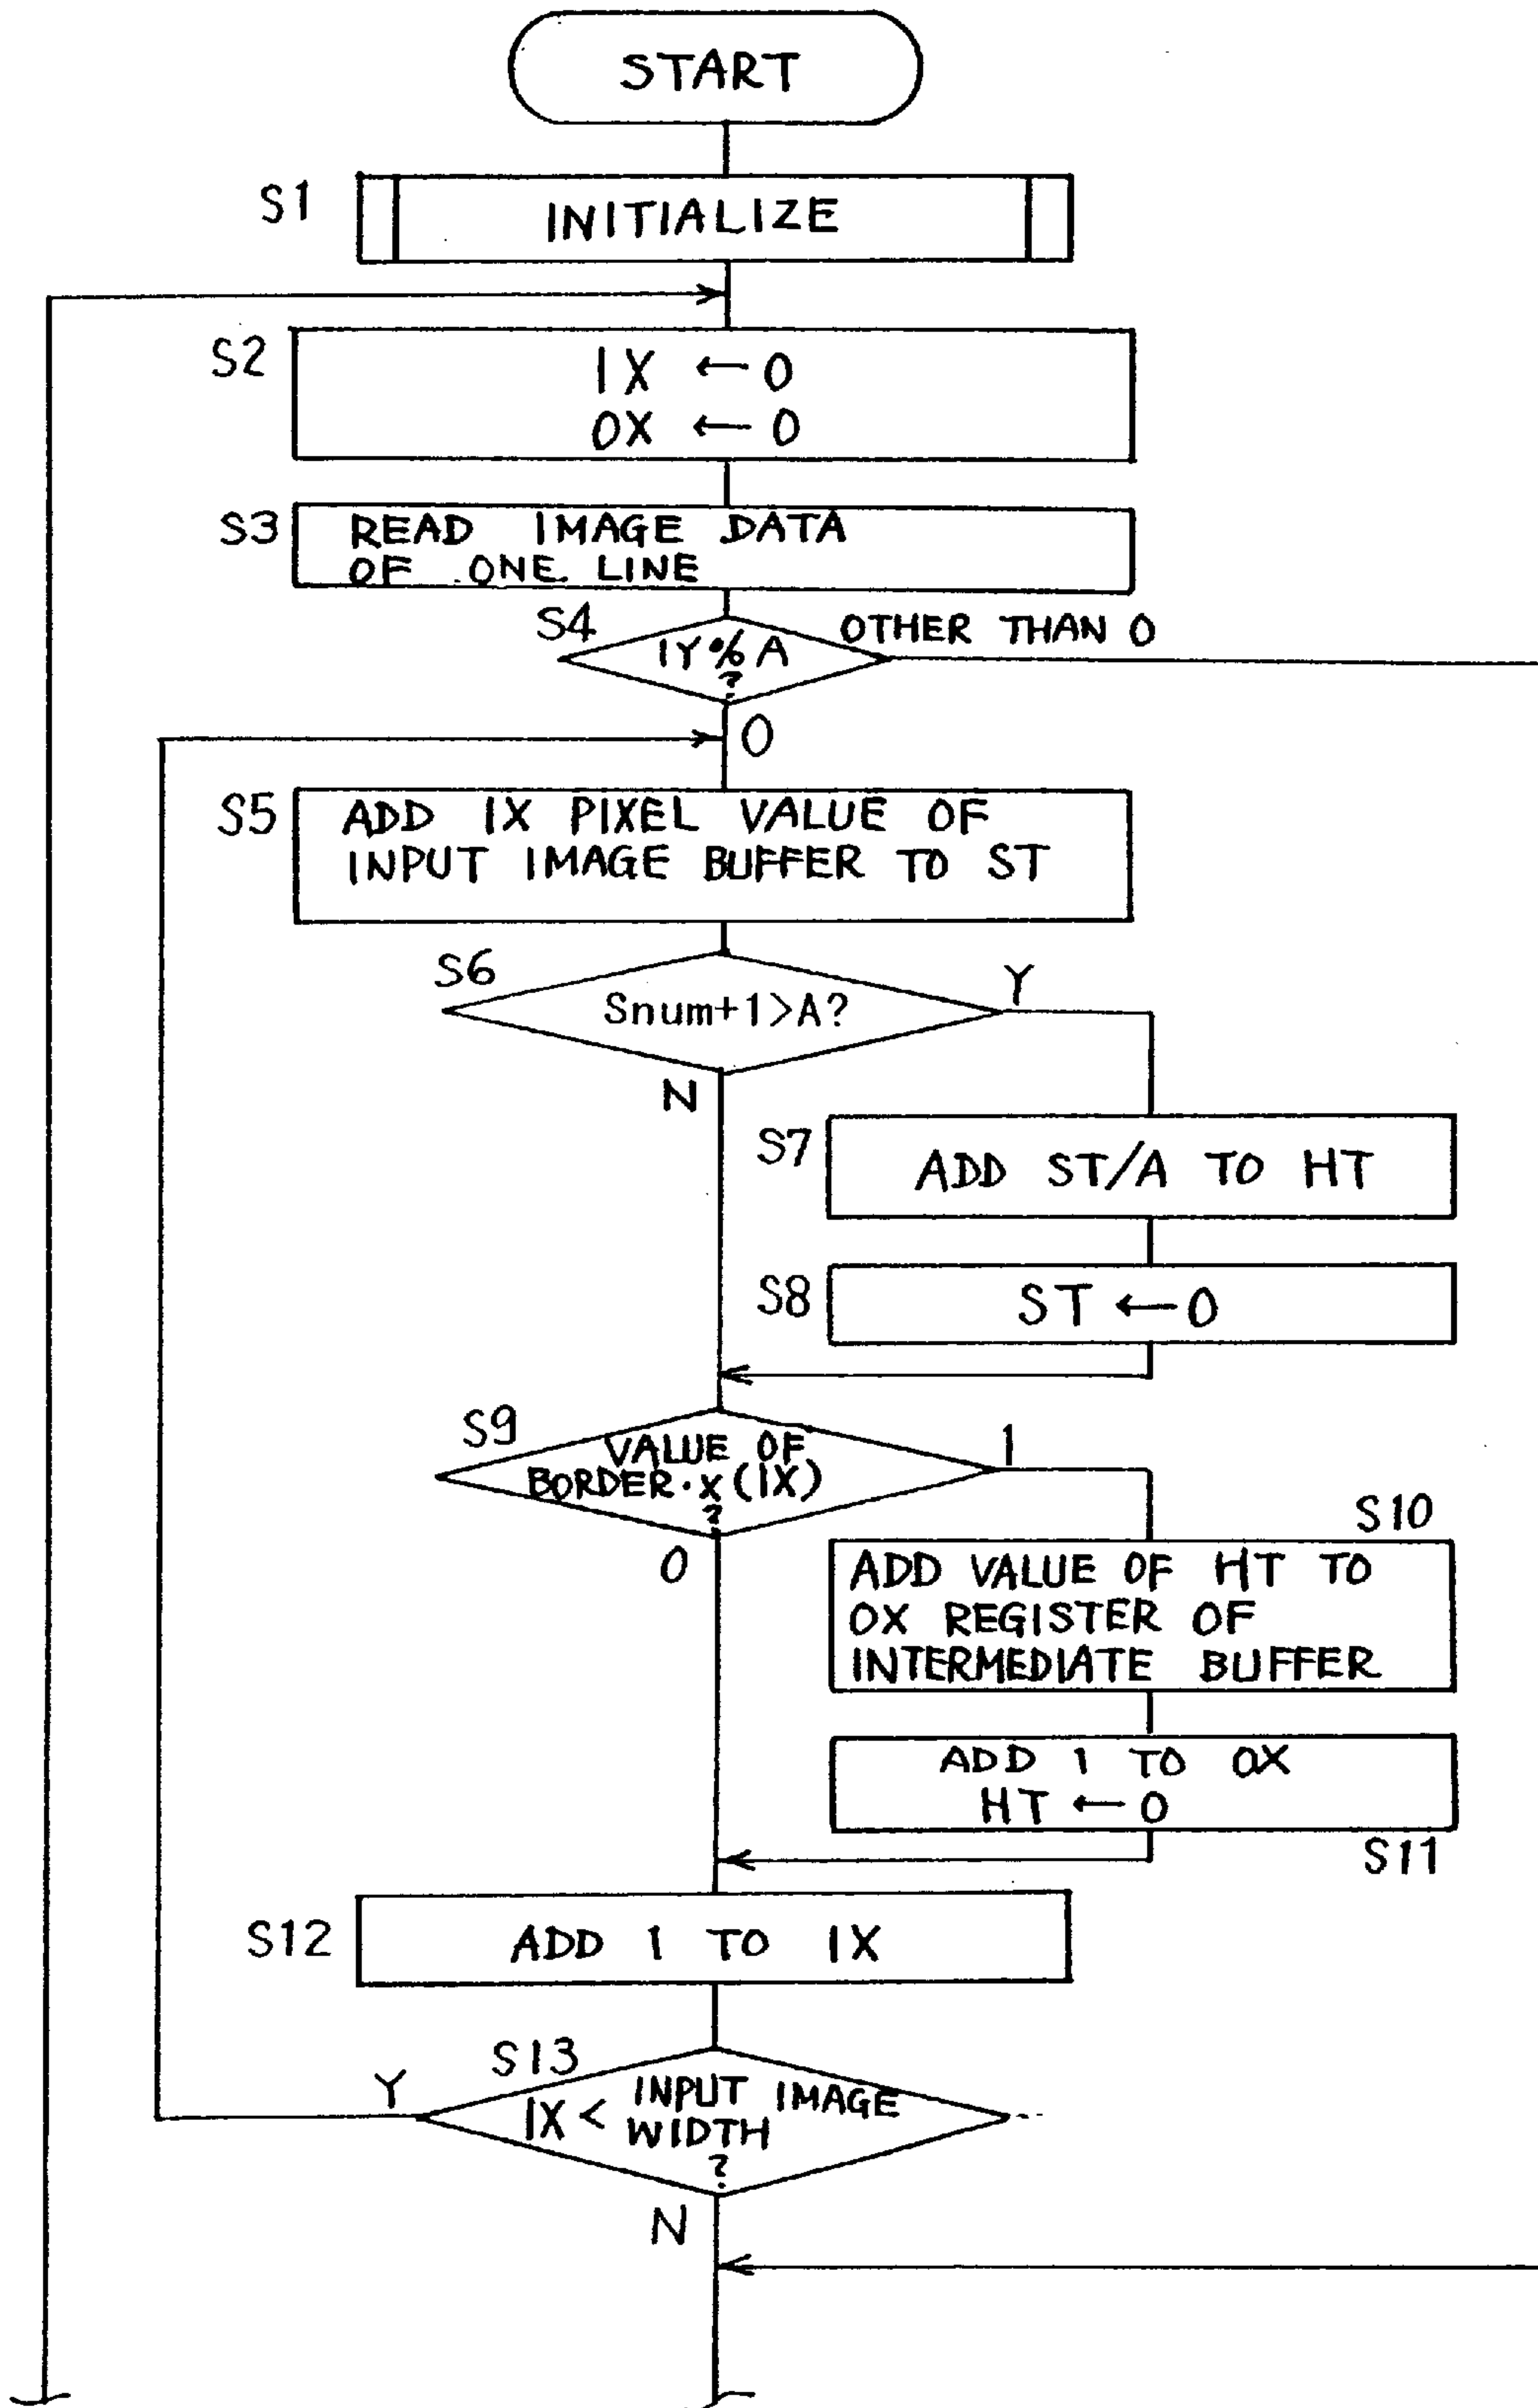 START
S1
INITIALIZE
S2
IX ← 0
OX ← 0
S3
READ IMAGE DATA
OF ONE LINE
S4
IY%A
?
OTHER THAN 0
0
S5
ADD IX PIXEL VALUE OF
INPUT IMAGE BUFFER TO ST
S6
Snum+1>A?
Y
N
S7
ADD ST/A TO HT
S8
ST ← 0
S9
VALUE OF
BORDER·X(IX)
?
1
0
S10
ADD VALUE OF HT TO
OX REGISTER OF
INTERMEDIATE BUFFER
ADD 1 TO OX
HT ← 0
S11
S12
ADD 1 TO IX
S13
Y
IX < INPUT IMAGE
WIDTH
?
N